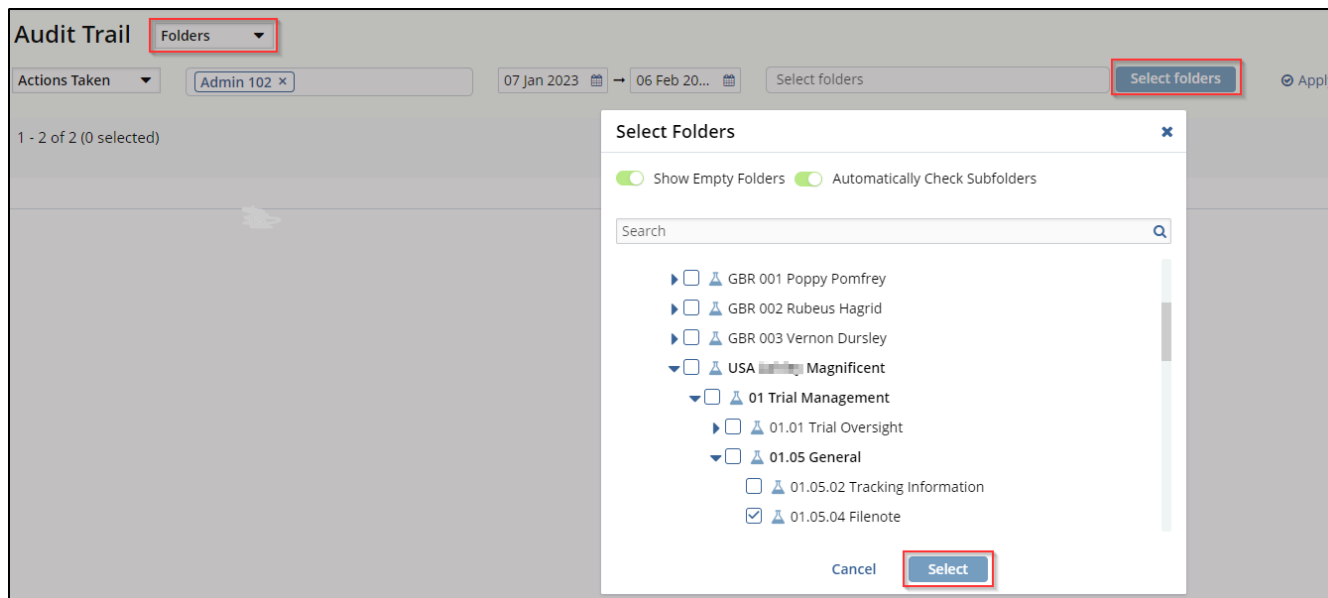 Audit Trail Folders
Actions Taken Admin 102 × 07 Jan 2023 → 06 Feb 20... Select folders Select folders Appl
1 - 2 of 2 (0 selected)
Select Folders
Show Empty Folders Automatically Check Subfolders
Search
GBR 001 Poppy Pomfrey
GBR 002 Rubeus Hagrid
GBR 003 Vernon Dursley
USA Magnificent
01 Trial Management
01.01 Trial Oversight
01.05 General
01.05.02 Tracking Information
01.05.04 Filenote
Cancel Select